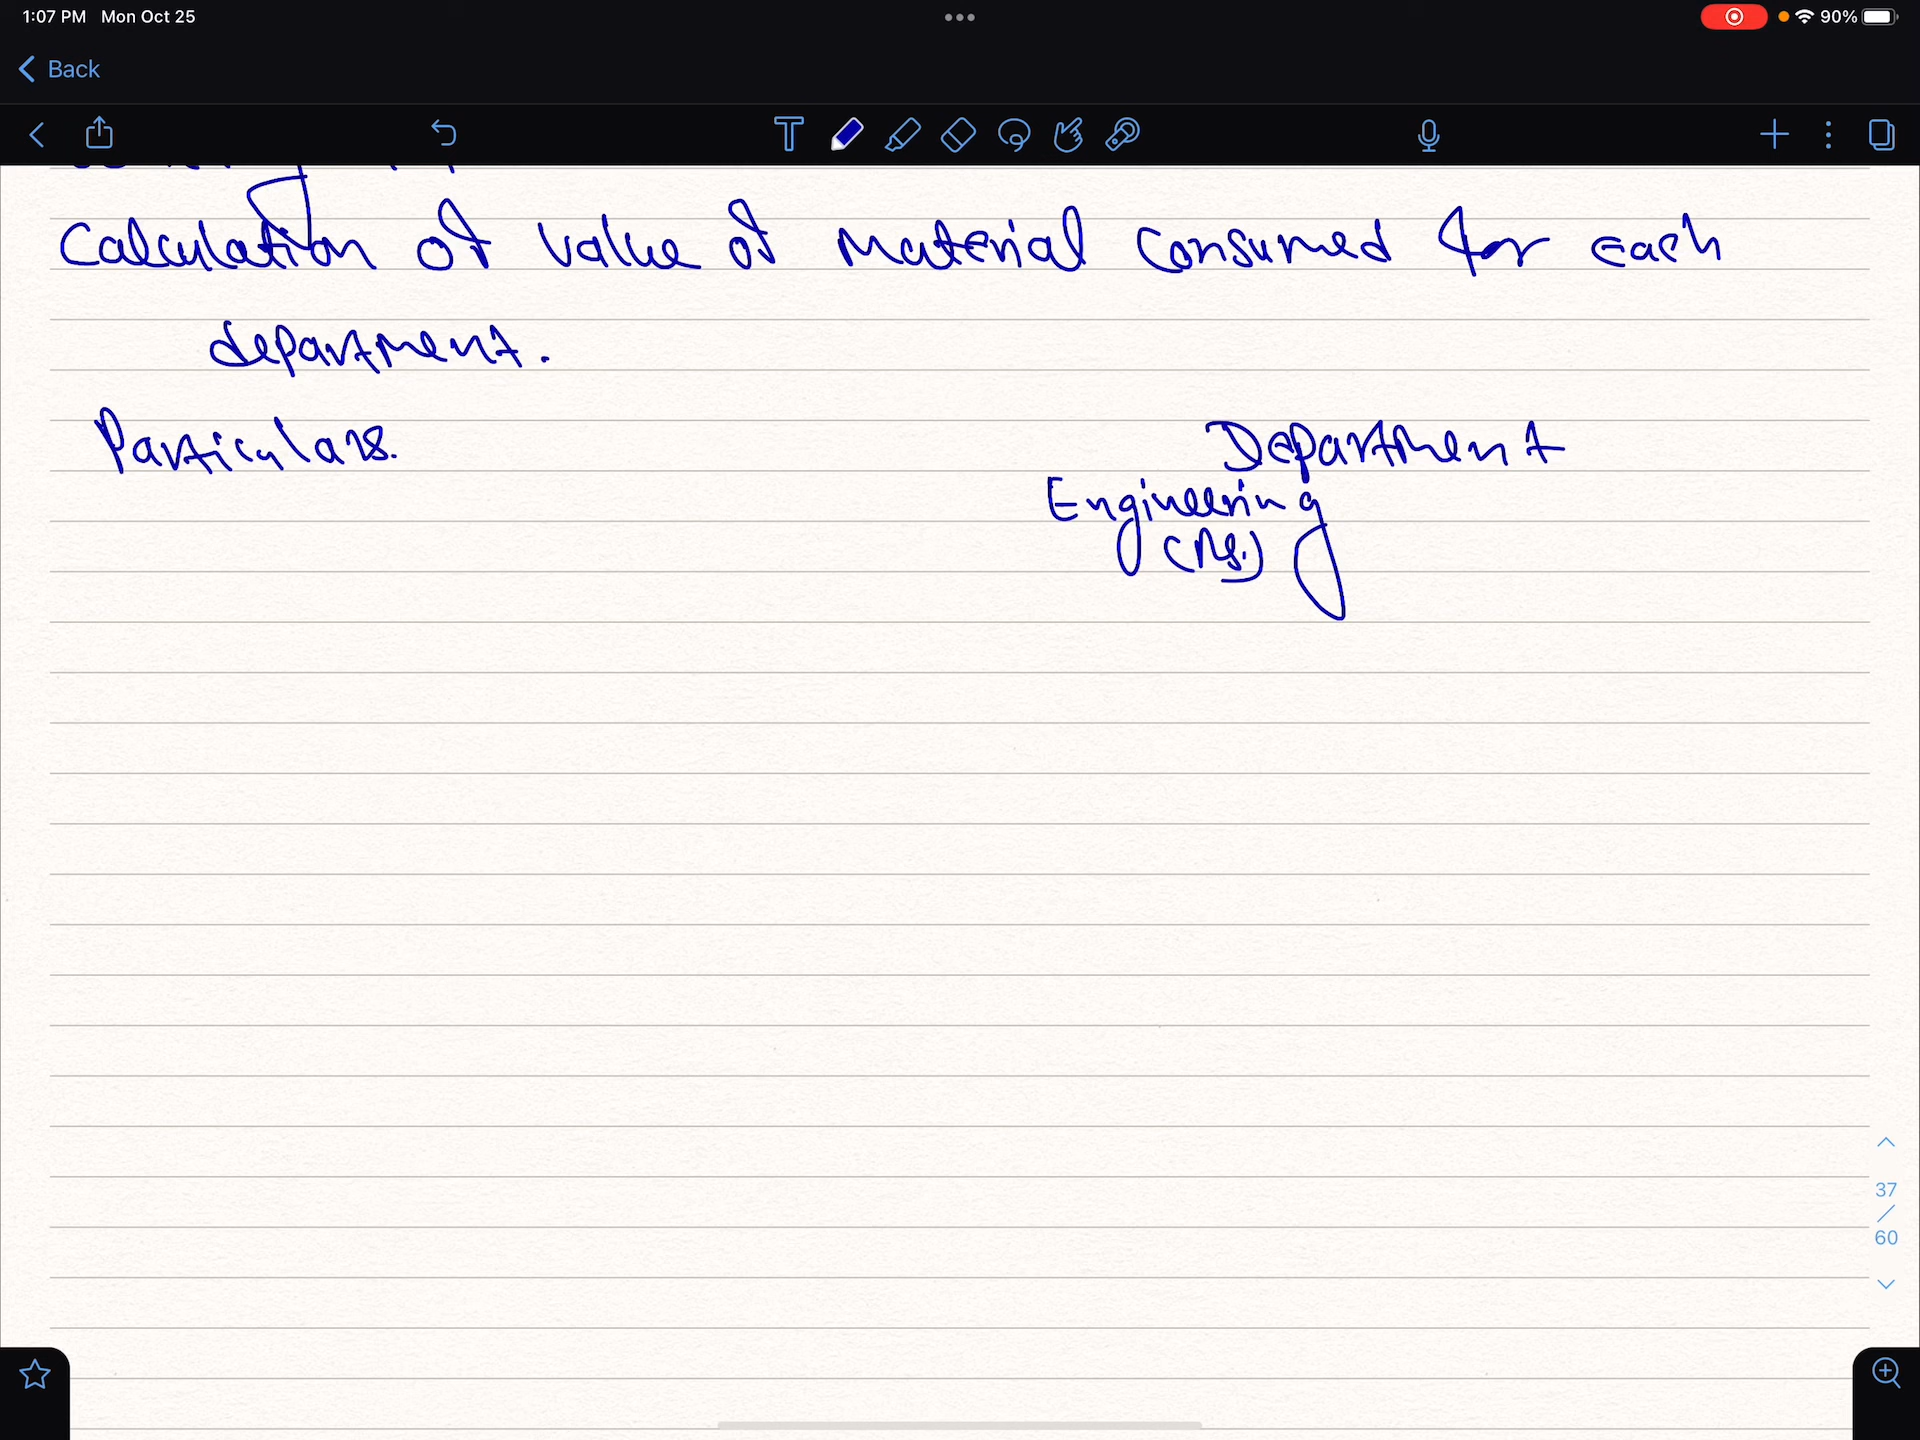 1:07 PM Mon Oct 25
90%
Back
T
Calculation of value of material consumed for each
department.
Particulars.
Department
Engineering
(Rs.)
37
/
60